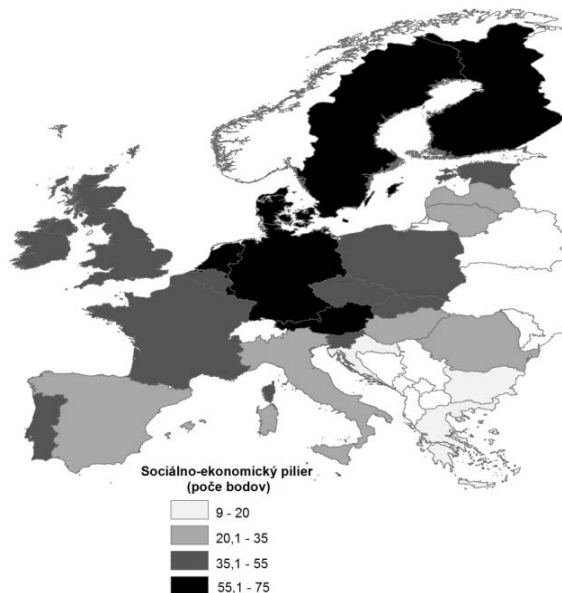 Sociálno-ekonomický pilier
(poče bodov)
9 - 20
20,1 - 35
35,1 - 55
55,1 - 75